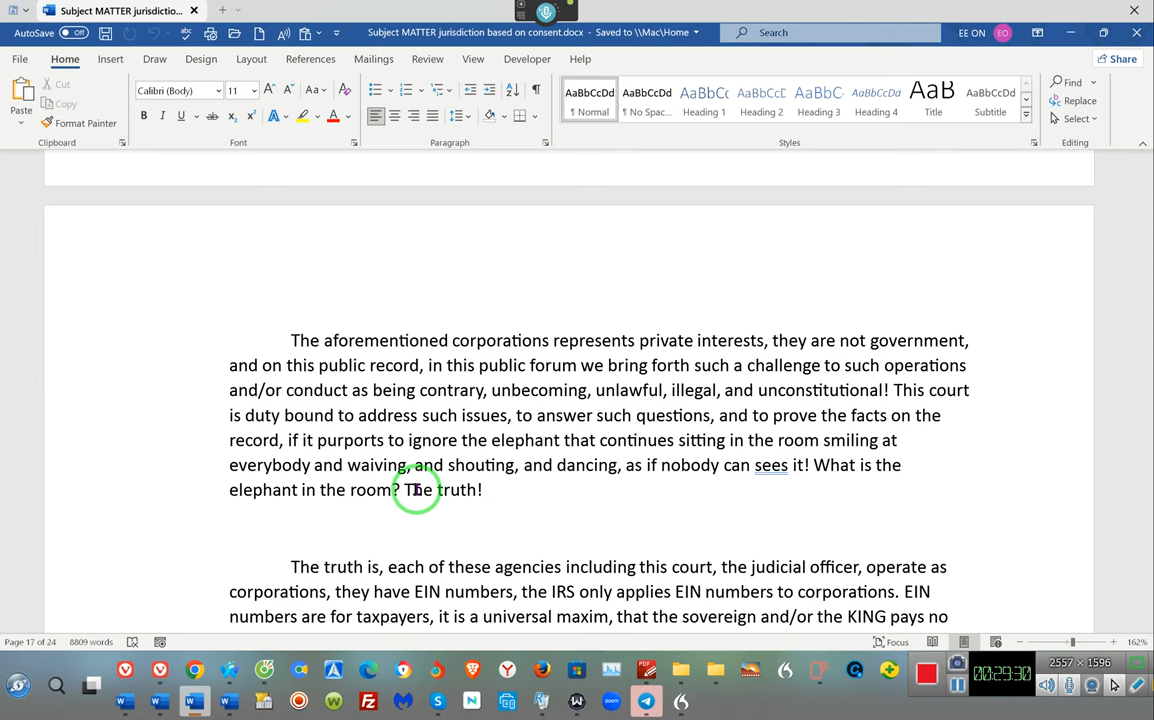 Subject MATTER jurisdictio...
AutoSave Off
Subject MATTER jurisdiction based on consent.docx - Saved to \\Mac\Home
Search
EE ON
EO
File Home Insert Draw Design Layout References Mailings Review View Developer Help
Share
Paste
Cut
Copy
Format Painter
Clipboard
Calibri (Body) 11
Font
Paragraph
AaBbCcDd AaBbCcDd AaBbCc AaBbCcD AaBbCcD AaBbCcDd AaB AaBbCcDd
¶ Normal ¶ No Spac... Heading 1 Heading 2 Heading 3 Heading 4 Title Subtitle
Styles
Find
Replace
Select
Editing
The aforementioned corporations represents private interests, they are not government,
and on this public record, in this public forum we bring forth such a challenge to such operations
and/or conduct as being contrary, unbecoming, unlawful, illegal, and unconstitutional! This court
is duty bound to address such issues, to answer such questions, and to prove the facts on the
record, if it purports to ignore the elephant that continues sitting in the room smiling at
everybody and waiving, and shouting, and dancing, as if nobody can sees it! What is the
elephant in the room? The truth!
The truth is, each of these agencies including this court, the judicial officer, operate as
corporations, they have EIN numbers, the IRS only applies EIN numbers to corporations. EIN
numbers are for taxpayers, it is a universal maxim, that the sovereign and/or the KING pays no
Page 17 of 24 8809 words
Focus
162%
2557 × 1596
00:29:30